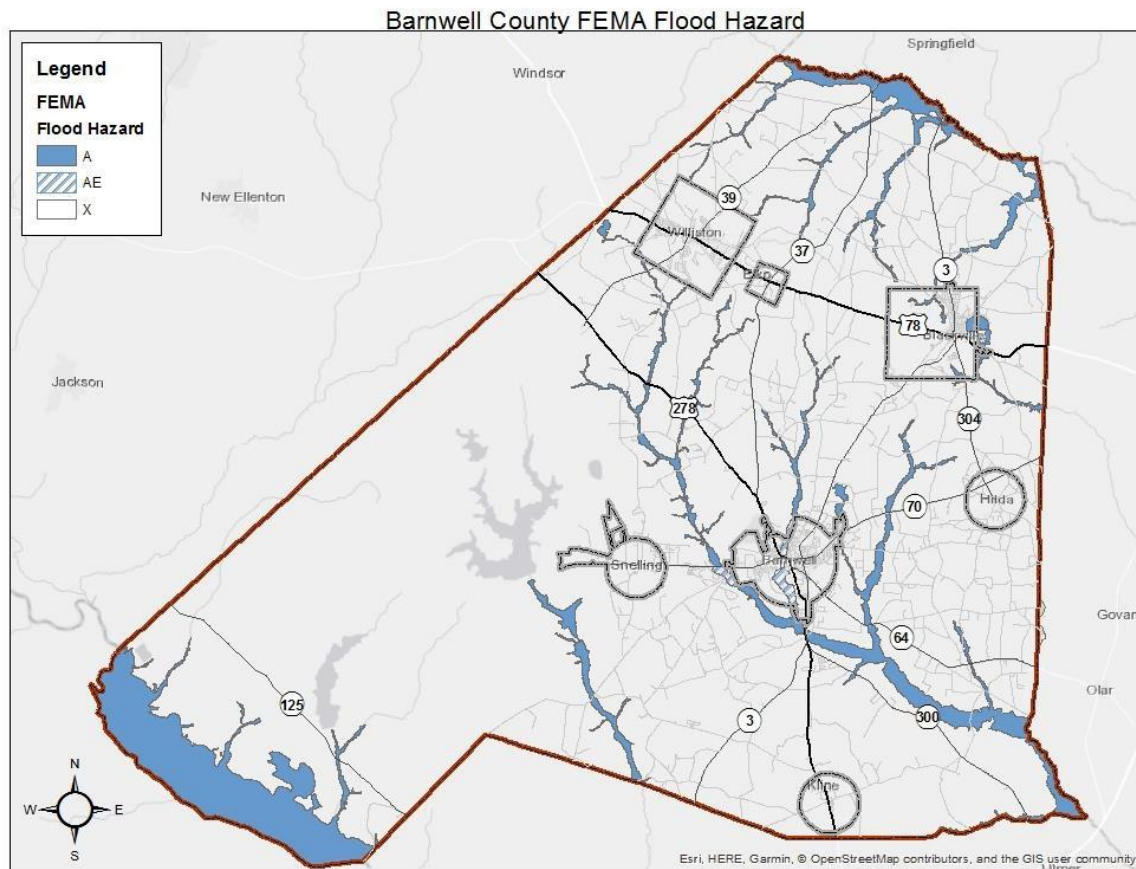 Barnwell County FEMA Flood Hazard
Legend
FEMA
Flood Hazard
A
AE
X
Springfield
Windsor
New Ellenton
39
Williston
37
3
78
Jackson
278
304
Hilda
70
Snelling
Barnwell
64
Olar
125
3
300
Kline
N
W
E
S
Esri, HERE, Garmin, © OpenStreetMap contributors, and the GIS user community